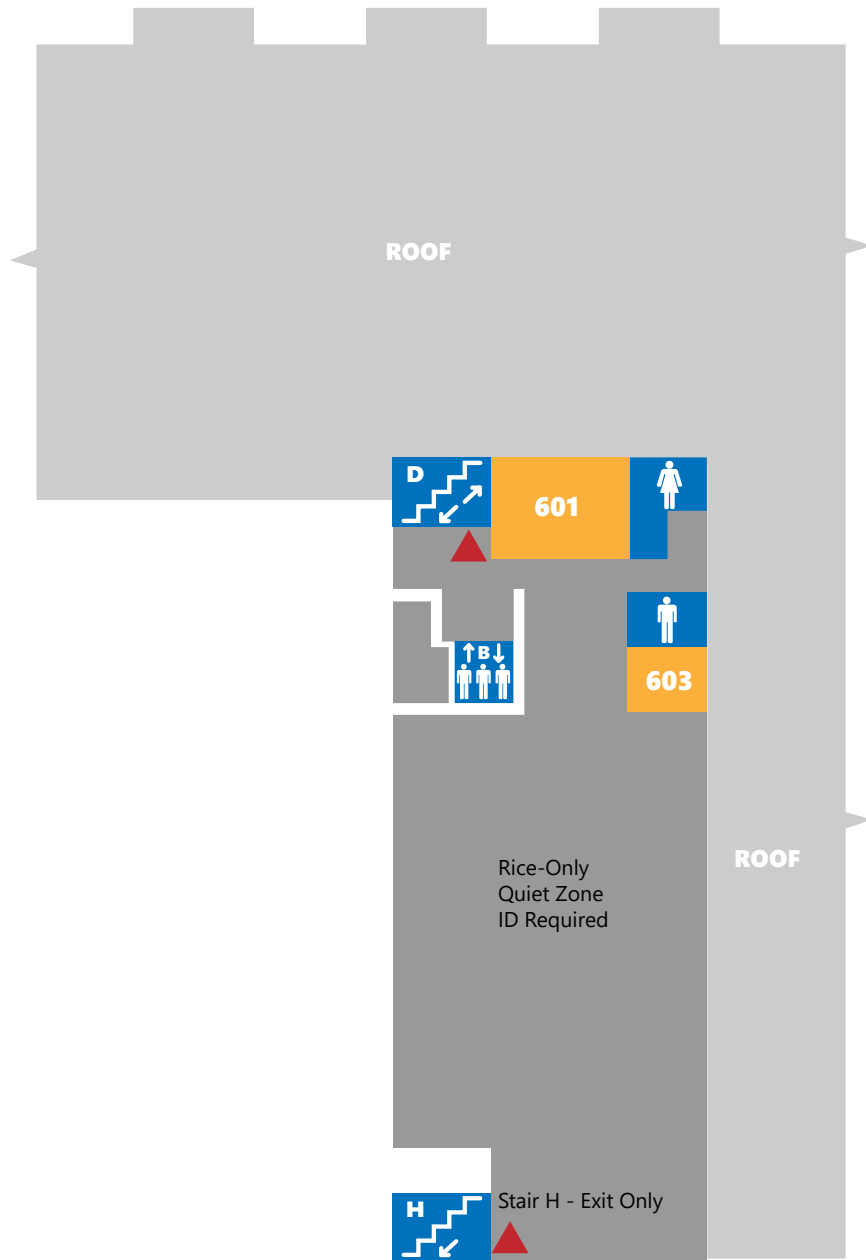 ROOF
D
601
B
603
Rice-Only
Quiet Zone
ID Required
ROOF
H
Stair H - Exit Only